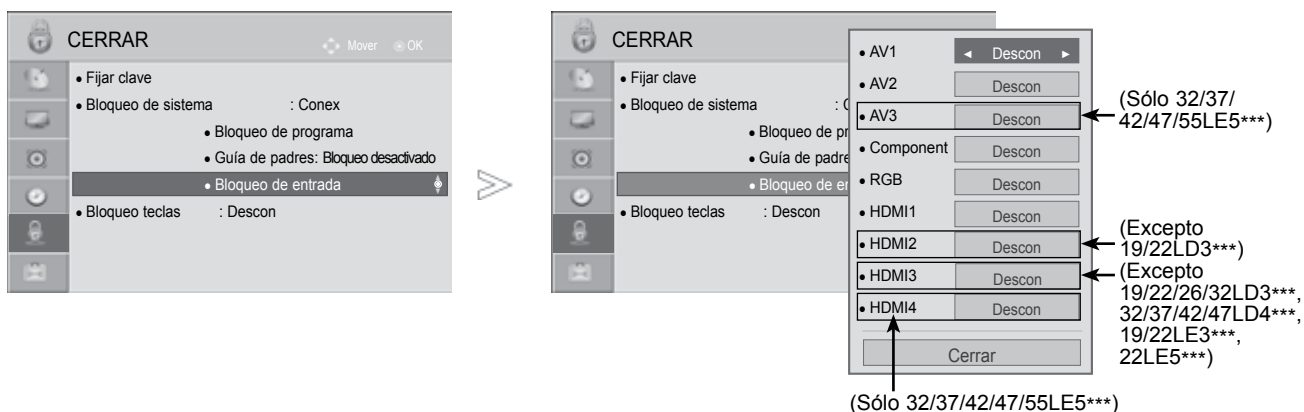 CERRAR
Mover OK
• Fijar clave
• Bloqueo de sistema : Conex
• Bloqueo de programa
• Guía de padres: Bloqueo desactivado
• Bloqueo de entrada
• Bloqueo teclas : Descon
CERRAR
• Fijar clave
• Bloqueo de sistema : C
• Bloqueo de pr
• Guía de padre
• Bloqueo de en
• Bloqueo teclas : Descon
• AV1 ◄ Descon ►
• AV2 Descon
• AV3 Descon
• Component Descon
• RGB Descon
• HDMI1 Descon
• HDMI2 Descon
• HDMI3 Descon
• HDMI4 Descon
Cerrar
(Sólo 32/37/
42/47/55LE5***)
(Excepto
19/22LD3***)
(Excepto
19/22/26/32LD3***,
32/37/42/47LD4***,
19/22LE3***,
22LE5***)
(Sólo 32/37/42/47/55LE5***)